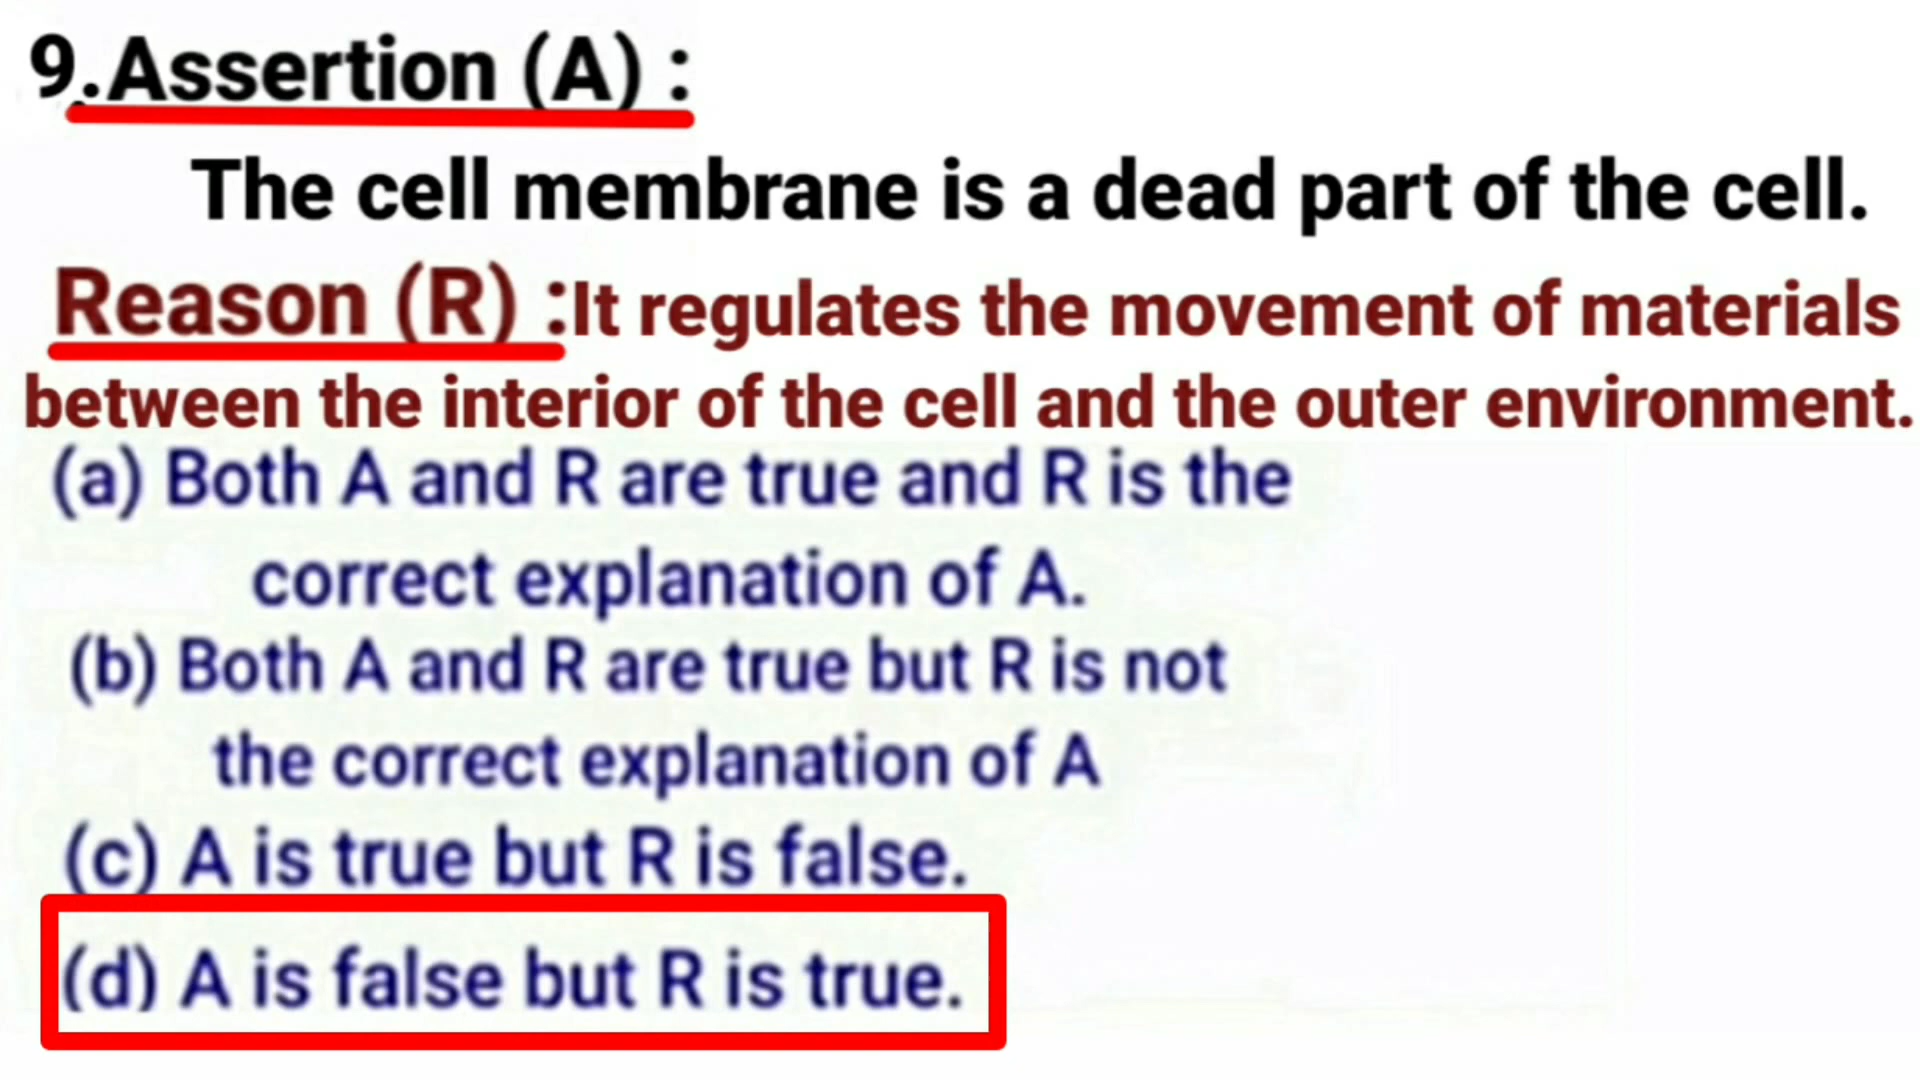 9.Assertion (A) :
The cell membrane is a dead part of the cell.
Reason (R) :It regulates the movement of materials
between the interior of the cell and the outer environment.
(a) Both A and R are true and R is the
correct explanation of A.
(b) Both A and R are true but R is not
the correct explanation of A
(c) A is true but R is false.
(d) A is false but R is true.